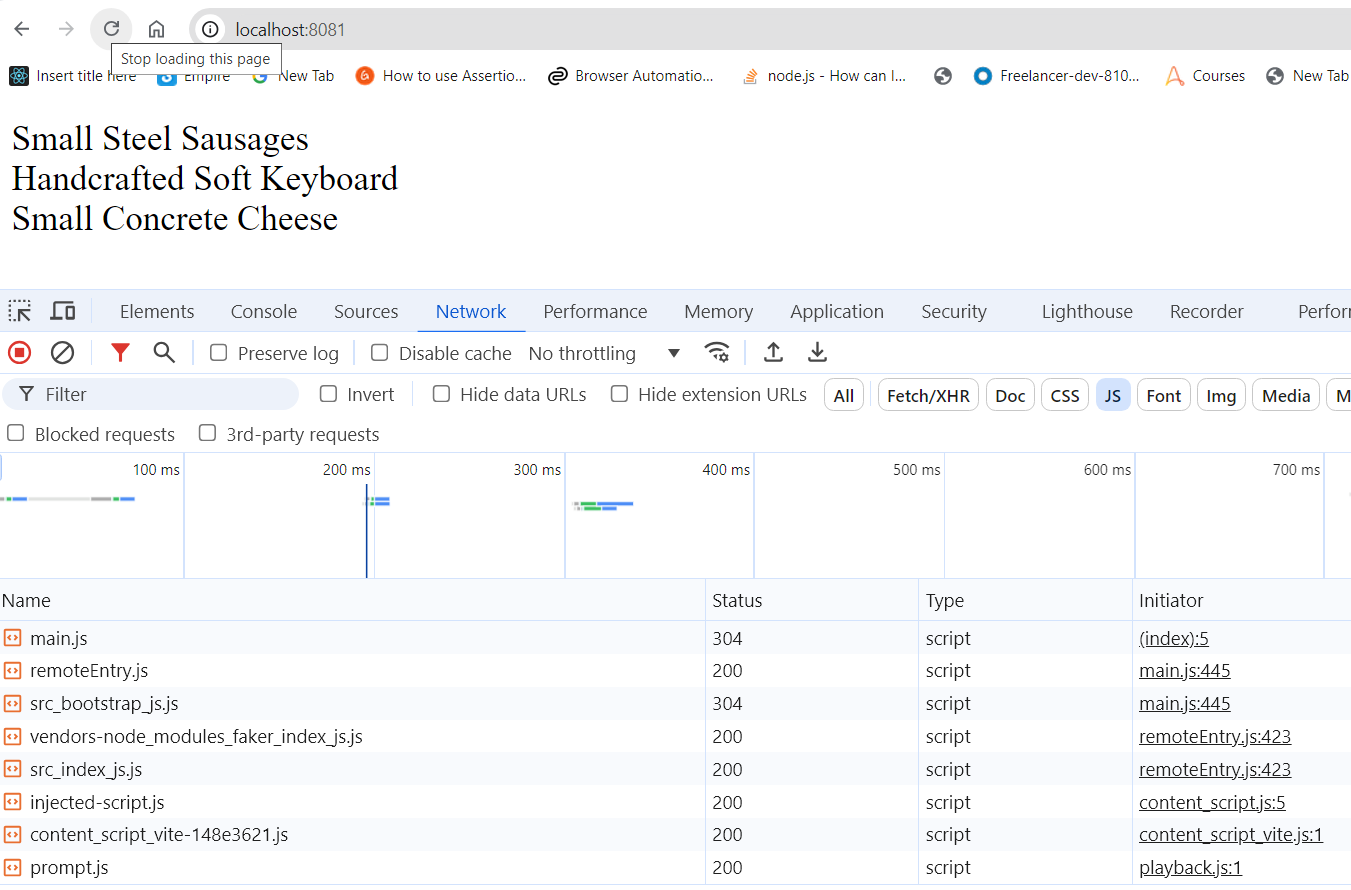 localhost:8081
Stop loading this page
Insert title here Empire New Tab How to use Assertio... Browser Automatio... node.js - How can I... Freelancer-dev-810... Courses New Tab
Small Steel Sausages
Handcrafted Soft Keyboard
Small Concrete Cheese
Elements Console Sources Network Performance Memory Application Security Lighthouse Recorder Perfor
Preserve log Disable cache No throttling
Filter Invert Hide data URLs Hide extension URLs All Fetch/XHR Doc CSS JS Font Img Media M
Blocked requests 3rd-party requests
100 ms 200 ms 300 ms 400 ms 500 ms 600 ms 700 ms
Name Status Type Initiator
main.js 304 script (index):5
remoteEntry.js 200 script main.js:445
src_bootstrap_js.js 304 script main.js:445
vendors-node_modules_faker_index_js.js 200 script remoteEntry.js:423
src_index_js.js 200 script remoteEntry.js:423
injected-script.js 200 script content_script.js:5
content_script_vite-148e3621.js 200 script content_script_vite.js:1
prompt.js 200 script playback.js:1